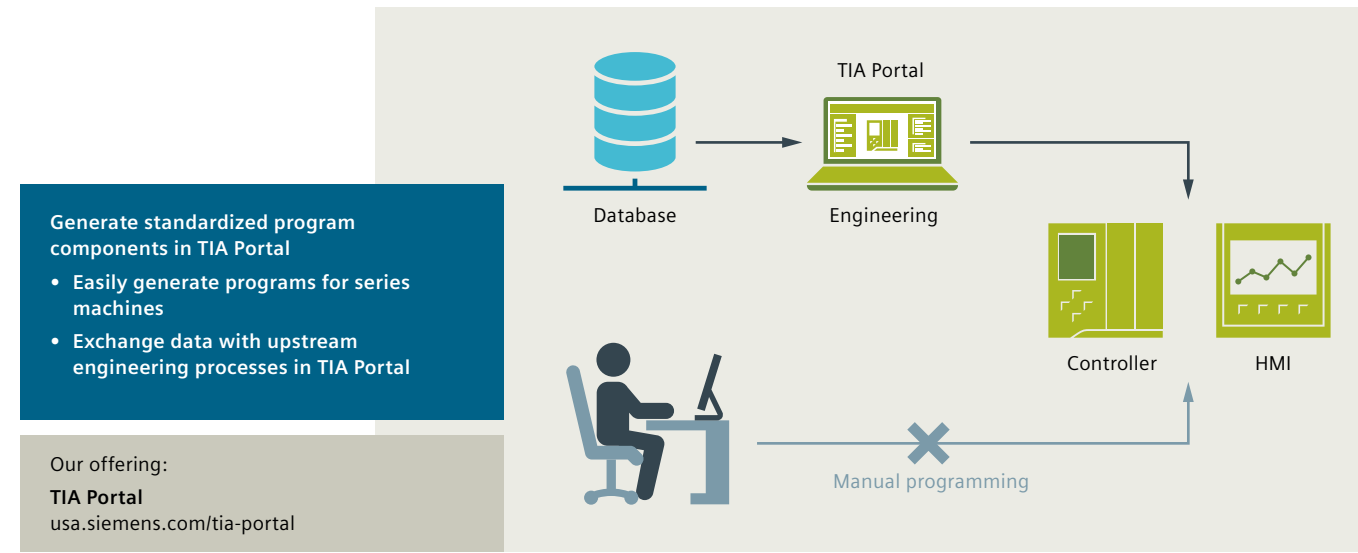 TIA Portal
Database
Engineering
Generate standardized program
components in TIA Portal
• Easily generate programs for series
machines
• Exchange data with upstream
engineering processes in TIA Portal
Controller
HMI
Manual programming
Our offering:
TIA Portal
usa.siemens.com/tia-portal